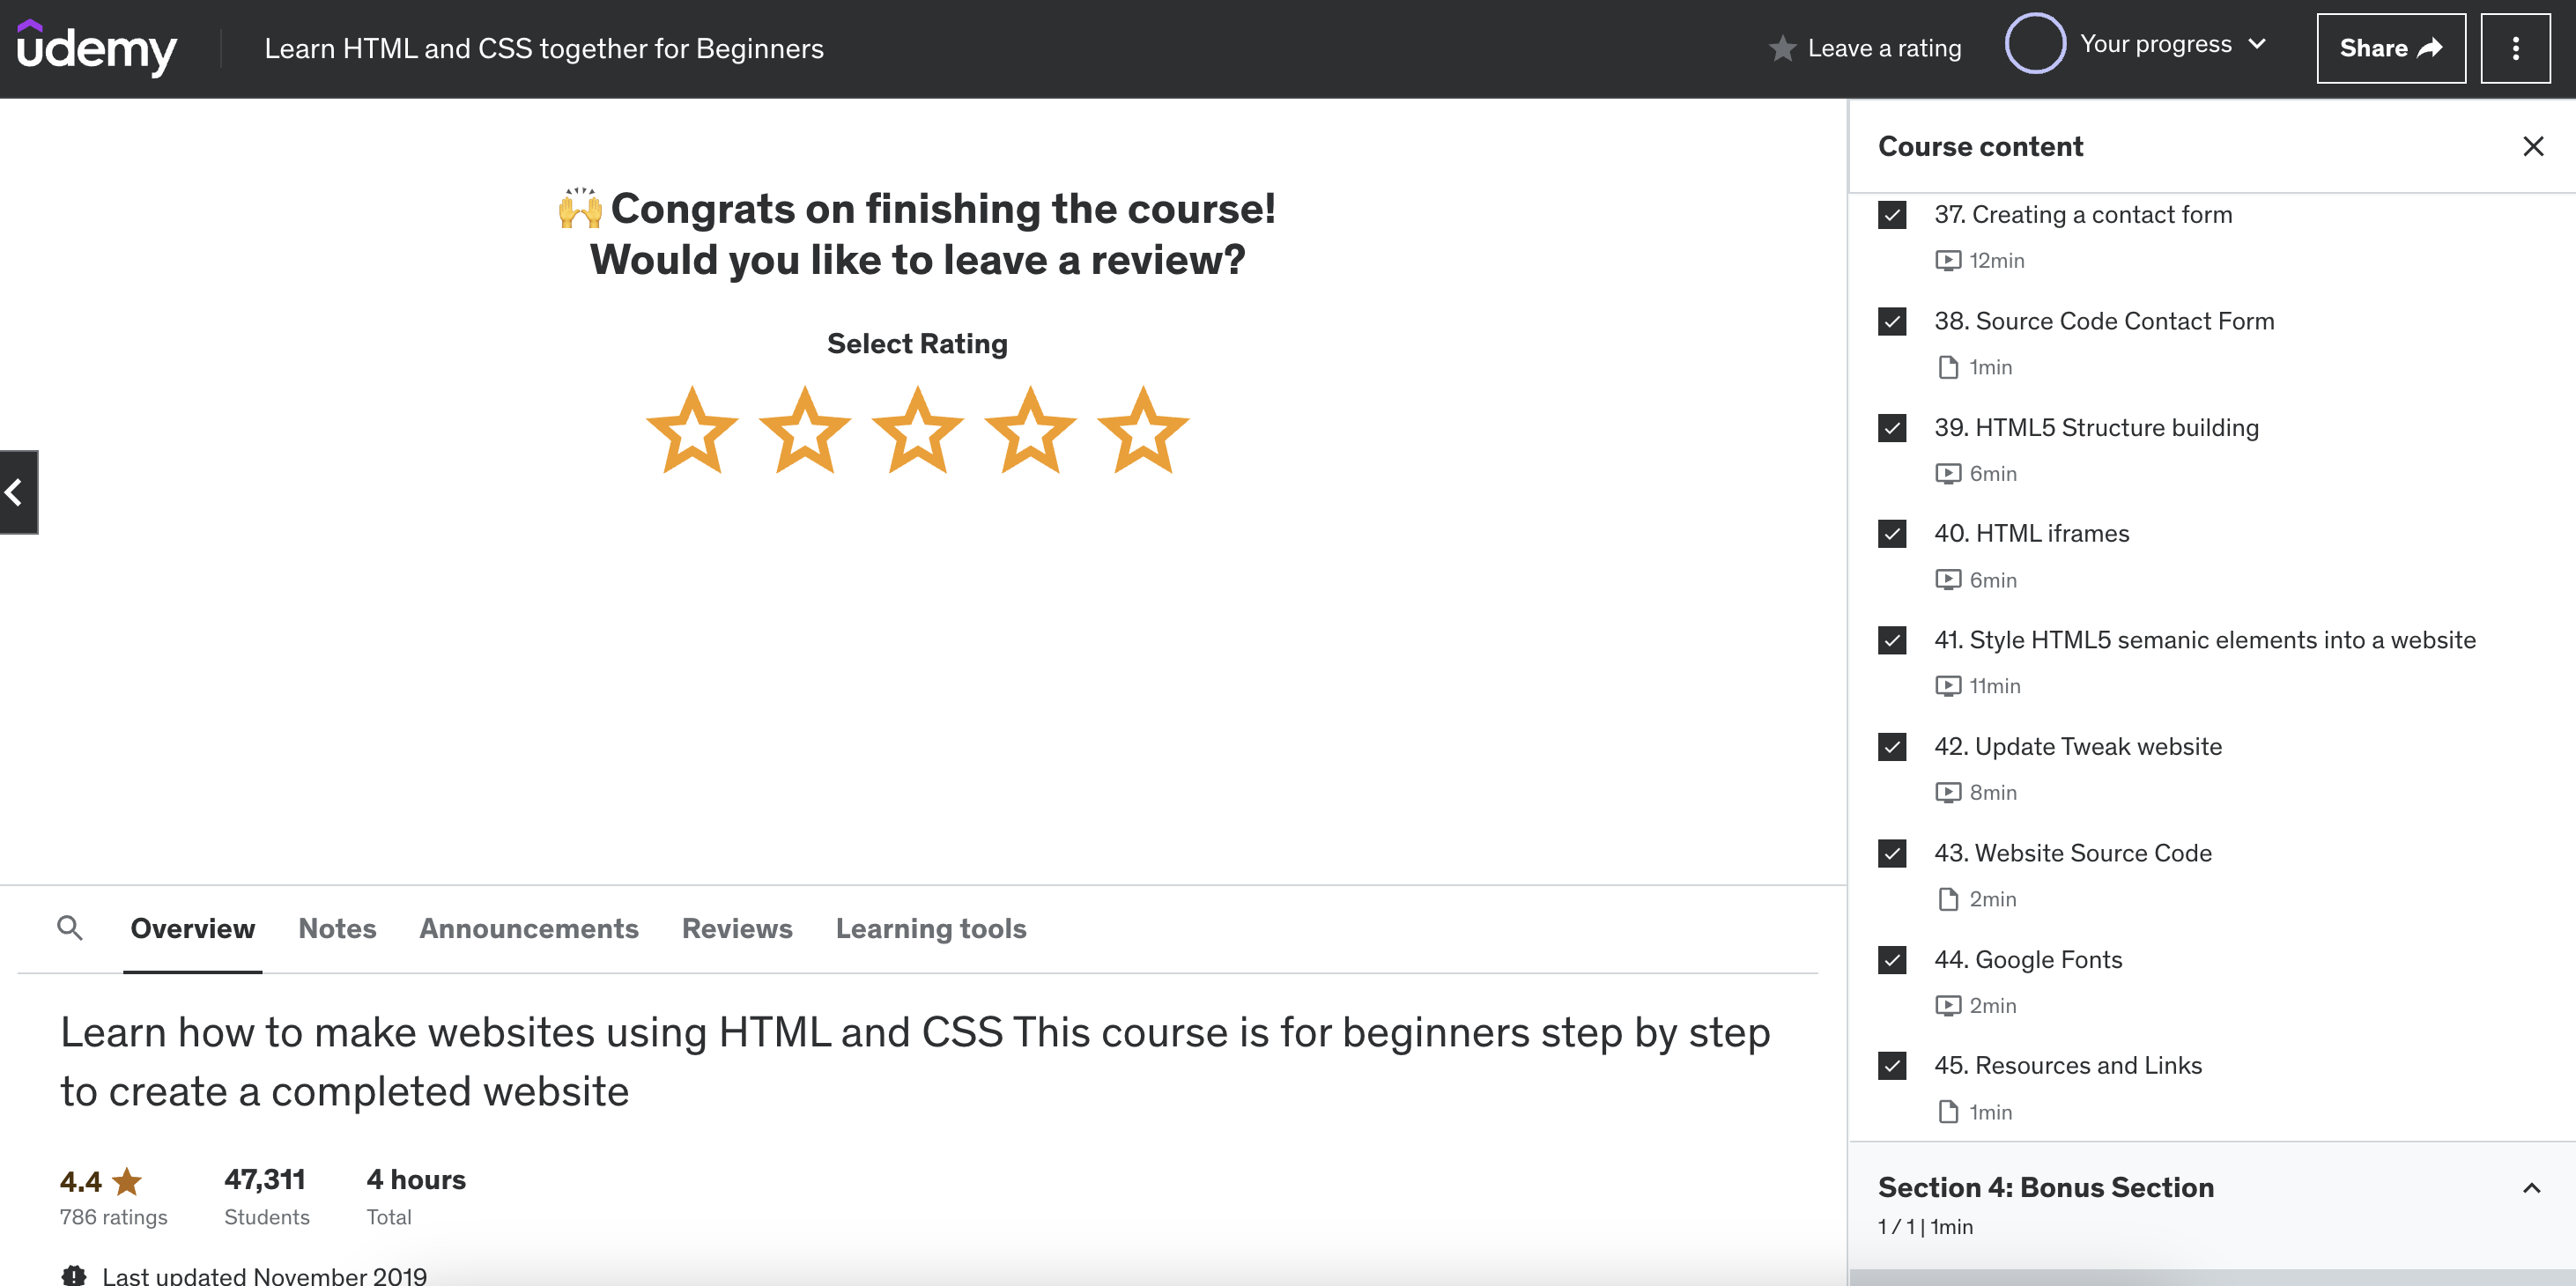 udemy
Learn HTML and CSS together for Beginners
Leave a rating
Your progress
Share
Congrats on finishing the course!
Would you like to leave a review?
Select Rating
Overview
Notes
Announcements
Reviews
Learning tools
Learn how to make websites using HTML and CSS This course is for beginners step by step
to create a completed website
4.4
786 ratings
47,311
Students
4 hours
Total
Last updated November 2019
Course content
37. Creating a contact form
12min
38. Source Code Contact Form
1min
39. HTML5 Structure building
6min
40. HTML iframes
6min
41. Style HTML5 semanic elements into a website
11min
42. Update Tweak website
8min
43. Website Source Code
2min
44. Google Fonts
2min
45. Resources and Links
1min
Section 4: Bonus Section
1 / 1 | 1min